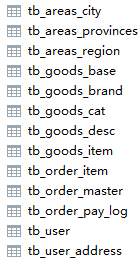 tb_areas_city
tb_areas_provinces
tb_areas_region
tb_goods_base
tb_goods_brand
tb_goods_cat
tb_goods_desc
tb_goods_item
tb_order_item
tb_order_master
tb_order_pay_log
tb_user
tb_user_address